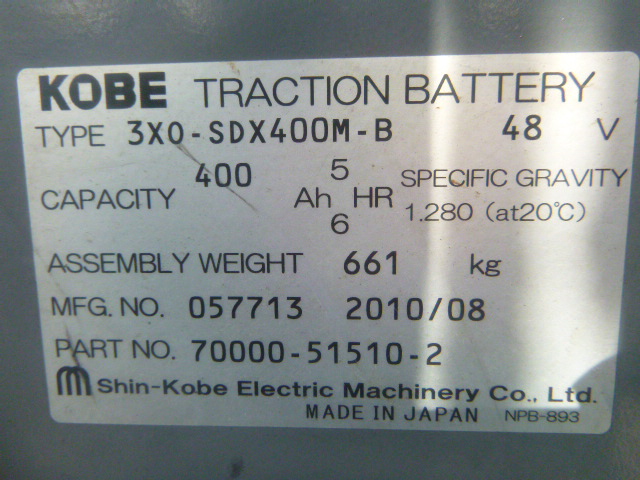 KOBE TRACTION BATTERY
TYPE 3X0-SDX400M-B 48 V
CAPACITY 400 Ah 5 HR SPECIFIC GRAVITY
6 1.280 (at20℃)
ASSEMBLY WEIGHT 661 kg
MFG. NO. 057713 2010/08
PART NO. 70000-51510-2
Shin-Kobe Electric Machinery Co., Ltd.
MADE IN JAPAN NPB-893